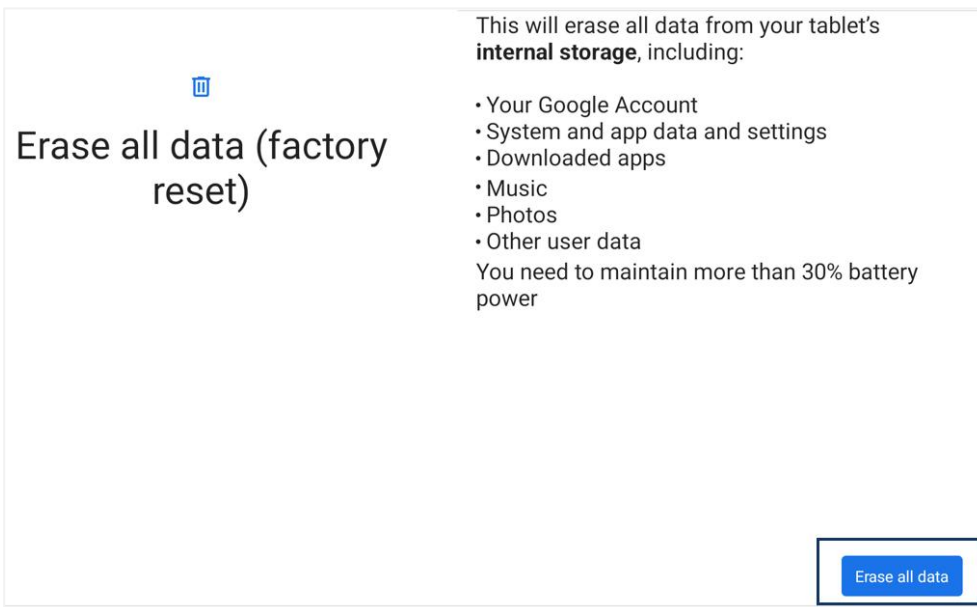 Erase all data (factory
reset)
This will erase all data from your tablet’s
internal storage, including:
• Your Google Account
• System and app data and settings
• Downloaded apps
• Music
• Photos
• Other user data
You need to maintain more than 30% battery
power
Erase all data